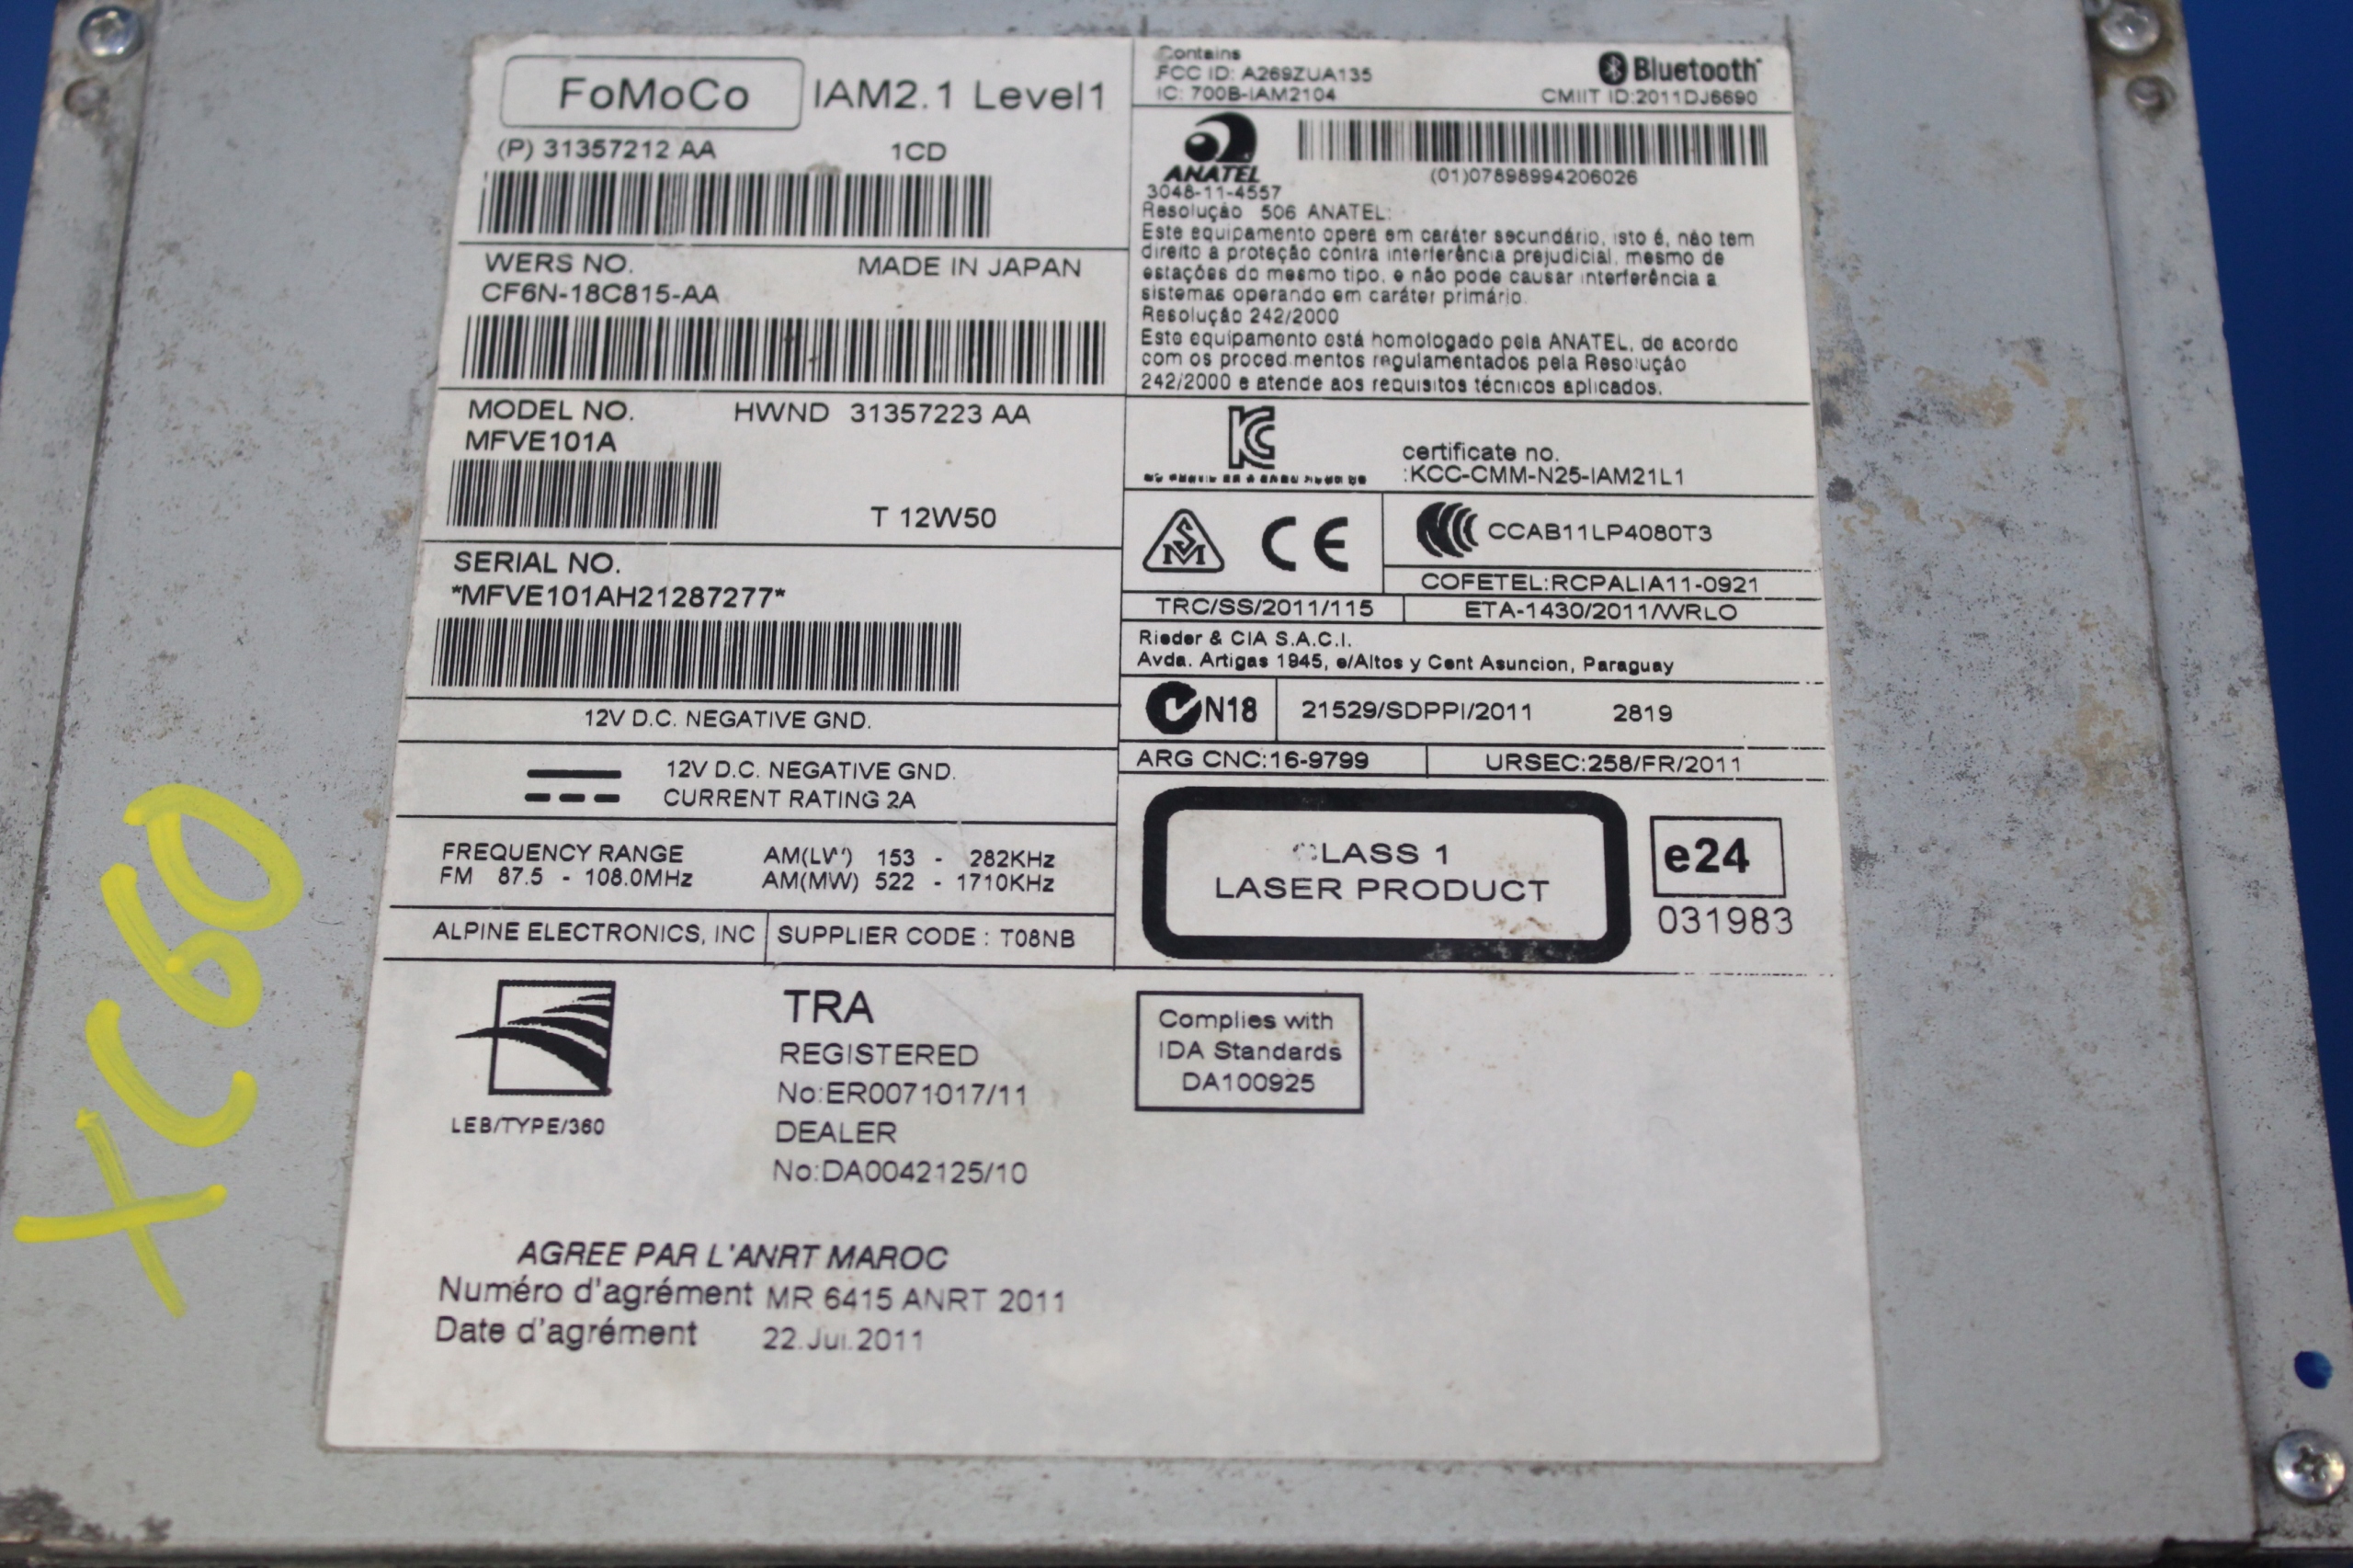 FoMoCo IAM2.1 Level1
(P) 31357212 AA 1CD
WERS NO. MADE IN JAPAN
CF6N-18C815-AA
MODEL NO. HWND 31357223 AA
MFVE101A
T 12W50
SERIAL NO.
*MFVE101AH21287277*
12V D.C. NEGATIVE GND.
12V D.C. NEGATIVE GND.
CURRENT RATING 2A
FREQUENCY RANGE AM(LW) 153 - 282KHz
FM 87.5 - 108.0MHz AM(MW) 522 - 1710KHz
ALPINE ELECTRONICS, INC SUPPLIER CODE : T08NB
Contains
FCC ID: A269ZUA135
IC: 700B-IAM2104
Bluetooth
CMIIT ID:2011DJ6690
ANATEL
(01)07898994206026
3048-11-4557
Resolução 506 ANATEL:
Este equipamento opera em caráter secundário, isto é, não tem
direito a proteção contra interferência prejudicial, mesmo de
estações do mesmo tipo, e não pode causar interferência a
sistemas operando em caráter primário.
Resolução 242/2000
Este equipamento está homologado pela ANATEL, de acordo
com os procedimentos regulamentados pela Resolução
242/2000 e atende aos requisitos técnicos aplicados.
certificate no.
:KCC-CMM-N25-IAM21L1
CE
CCAB11LP4080T3
COFETEL:RCPALIA11-0921
TRC/SS/2011/115 ETA-1430/2011/WRLO
Rieder & CIA S.A.C.I.
Avda. Artigas 1945, e/Altos y Cent Asuncion, Paraguay
N18 21529/SDPPI/2011 2819
ARG CNC:16-9799 URSEC:258/FR/2011
CLASS 1
LASER PRODUCT
e24
031983
LEB/TYPE/360
TRA
REGISTERED
No:ER0071017/11
DEALER
No:DA0042125/10
Complies with
IDA Standards
DA100925
AGREE PAR L'ANRT MAROC
Numéro d'agrément MR 6415 ANRT 2011
Date d'agrément 22.Jul.2011
XC60